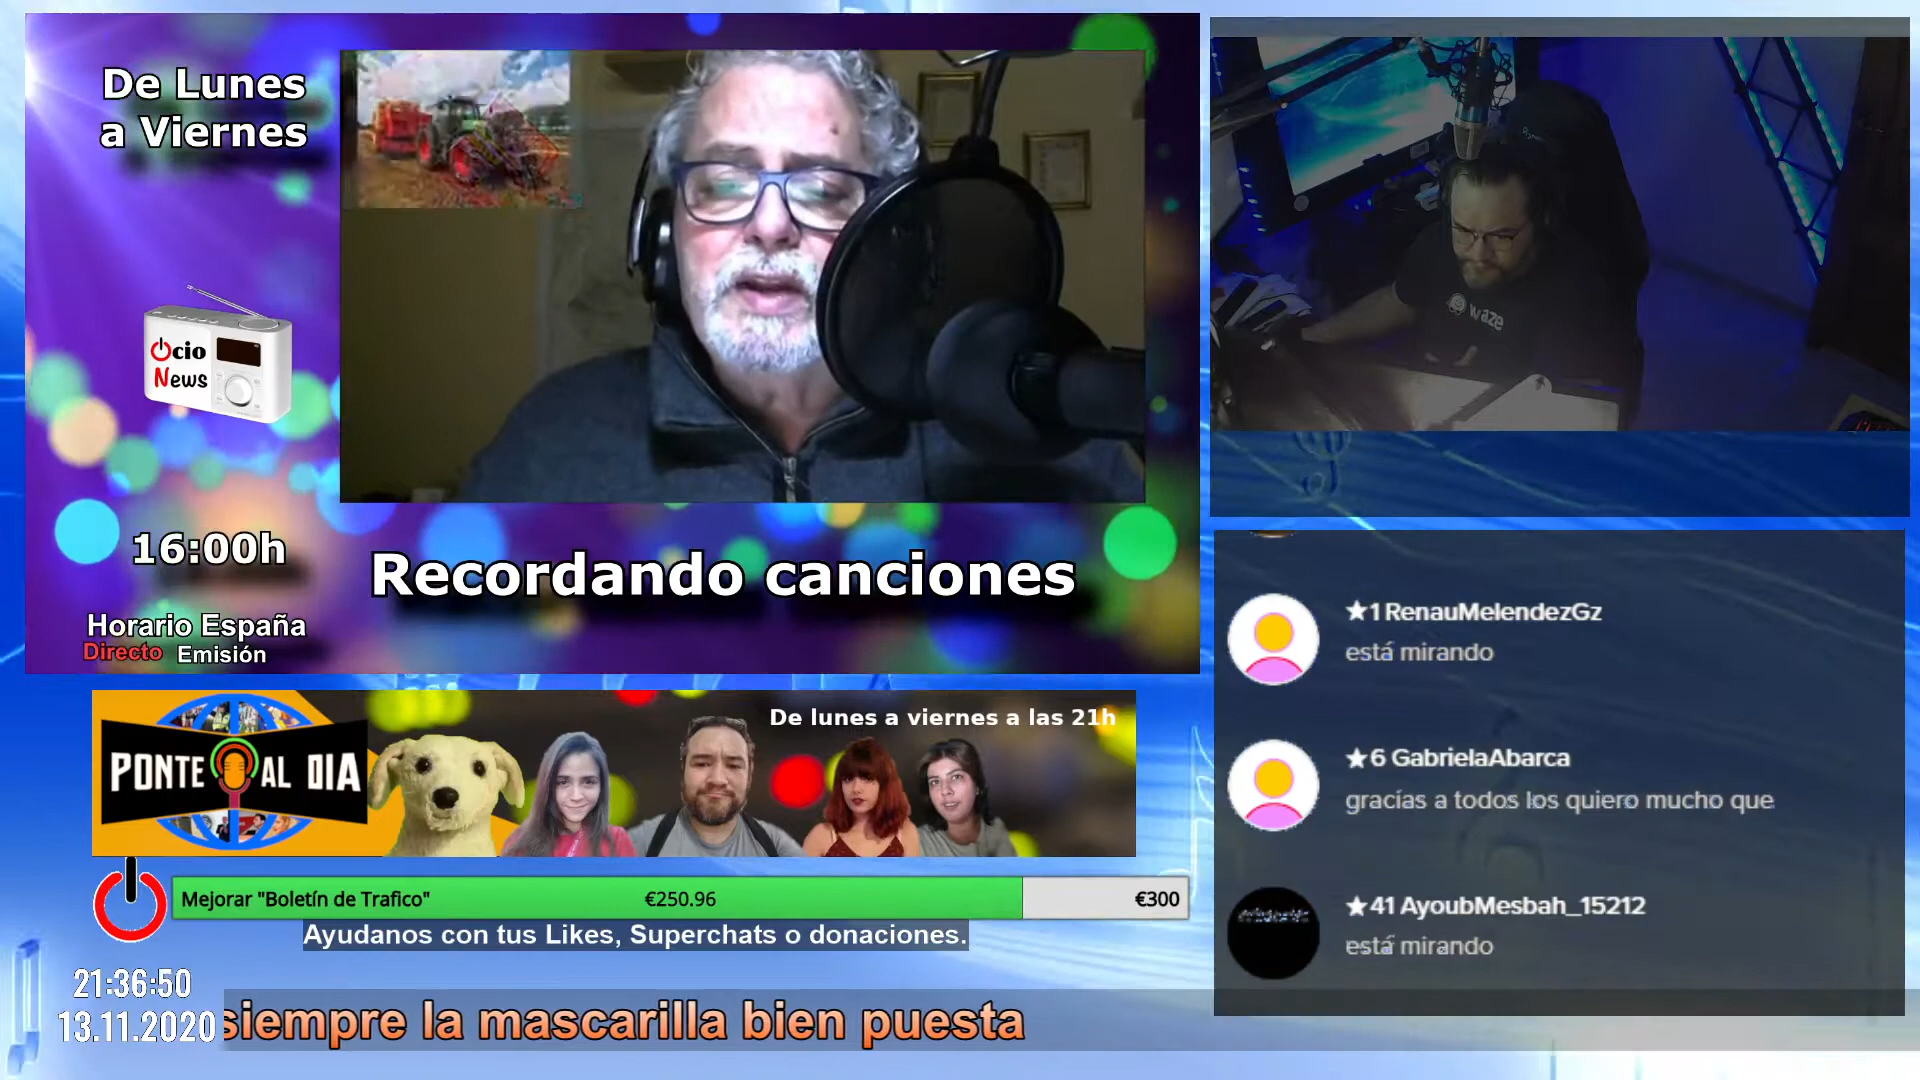 De Lunes
a Viernes
Ocio
News
16:00h
Horario España
Directo Emisión
Recordando canciones
waze
★1 RenauMelendezGz
está mirando
★6 GabrielaAbarca
gracias a todos los quiero mucho que
★41 AyoubMesbah_15212
está mirando
De lunes a viernes a las 21h
PONTE AL DIA
Mejorar "Boletín de Trafico" €250.96 €300
Ayudanos con tus Likes, Superchats o donaciones.
21:36:50
13.11.2020
siempre la mascarilla bien puesta